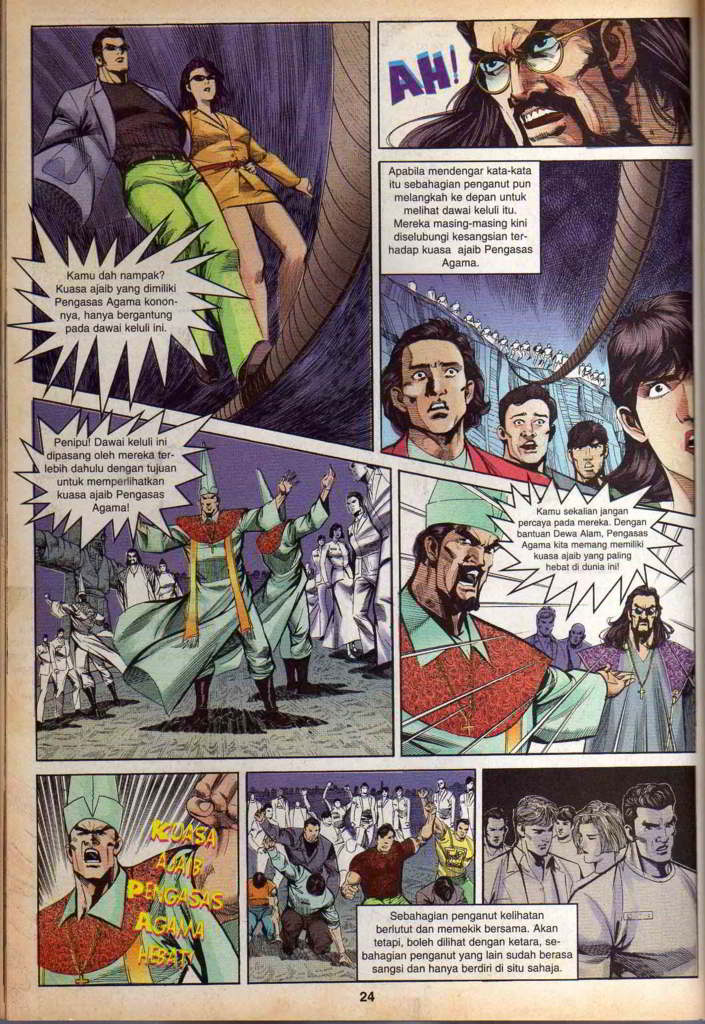 Kamu dah nampak?
Kuasa ajaib yang dimiliki
Pengasas Agama konon-
nya, hanya bergantung
pada dawai keluli ini.
AH!
Apabila mendengar kata-kata
itu sebahagian penganut pun
melangkah ke depan untuk
melihat dawai keluli itu.
Mereka masing-masing kini
diselubungi kesangsian ter-
hadap kuasa ajaib Pengasas
Agama.
Penipu! Dawai keluli ini
dipasang oleh mereka ter-
lebih dahulu dengan tujuan
untuk memperlihatkan
kuasa ajaib Pengasas
Agama!
Kamu sekalian jangan
percaya pada mereka. Dengan
bantuan Dewa Alam, Pengasas
Agama kita memang memiliki
kuasa ajaib yang paling
hebat di dunia ini!
KUASA
AJAIB
PENGASAS
AGAMA
HEBAT!
Sebahagian penganut kelihatan
berlutut dan memekik bersama. Akan
tetapi, boleh dilihat dengan ketara, se-
bahagian penganut yang lain sudah berasa
sangsi dan hanya berdiri di situ sahaja.
24